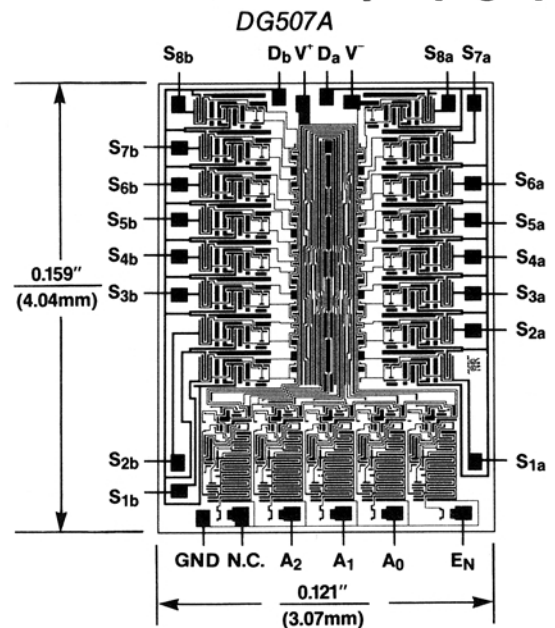 DG507A
S8b Db V+ Da V− S8a S7a
S7b
S6b
S5b
S4b
S3b
S2b
S1b
S6a
S5a
S4a
S3a
S2a
S1a
0.159"
(4.04mm)
GND N.C. A2 A1 A0 EN
0.121"
(3.07mm)